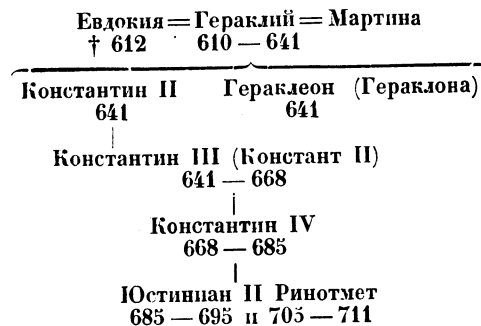 Евдокия = Гераклий = Мартина
† 612 610 — 641
Константин II Гераклеон (Гераклона)
641 641
Константин III (Констант II)
641 — 668
Константин IV
668 — 685
Юстиниан II Ринотмет
685 — 695 и 705 — 711